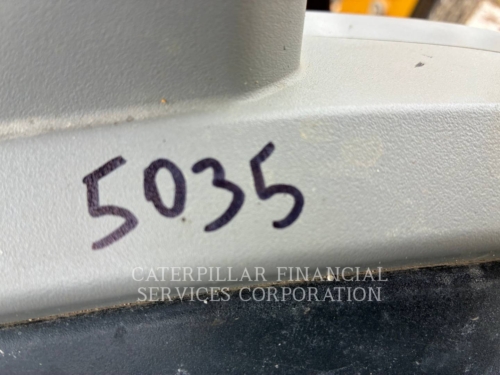 5035
CATERPILLAR FINANCIAL
SERVICES CORPORATION